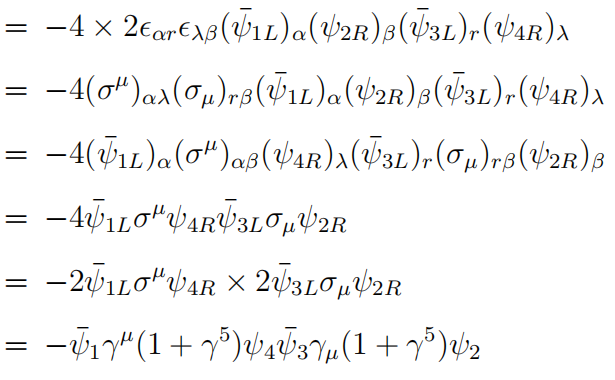 = −4 × 2ϵ_{αr}ϵ_{λβ}(ψ̄_{1L})_α(ψ_{2R})_β(ψ̄_{3L})_r(ψ_{4R})_λ
= −4(σ^μ)_{αλ}(σ_μ)_{rβ}(ψ̄_{1L})_α(ψ_{2R})_β(ψ̄_{3L})_r(ψ_{4R})_λ
= −4(ψ̄_{1L})_α(σ^μ)_{αβ}(ψ_{4R})_λ(ψ̄_{3L})_r(σ_μ)_{rβ}(ψ_{2R})_β
= −4ψ̄_{1L}σ^μψ_{4R}ψ̄_{3L}σ_μψ_{2R}
= −2ψ̄_{1L}σ^μψ_{4R} × 2ψ̄_{3L}σ_μψ_{2R}
= −ψ̄_1γ^μ(1 + γ^5)ψ_4ψ̄_3γ_μ(1 + γ^5)ψ_2